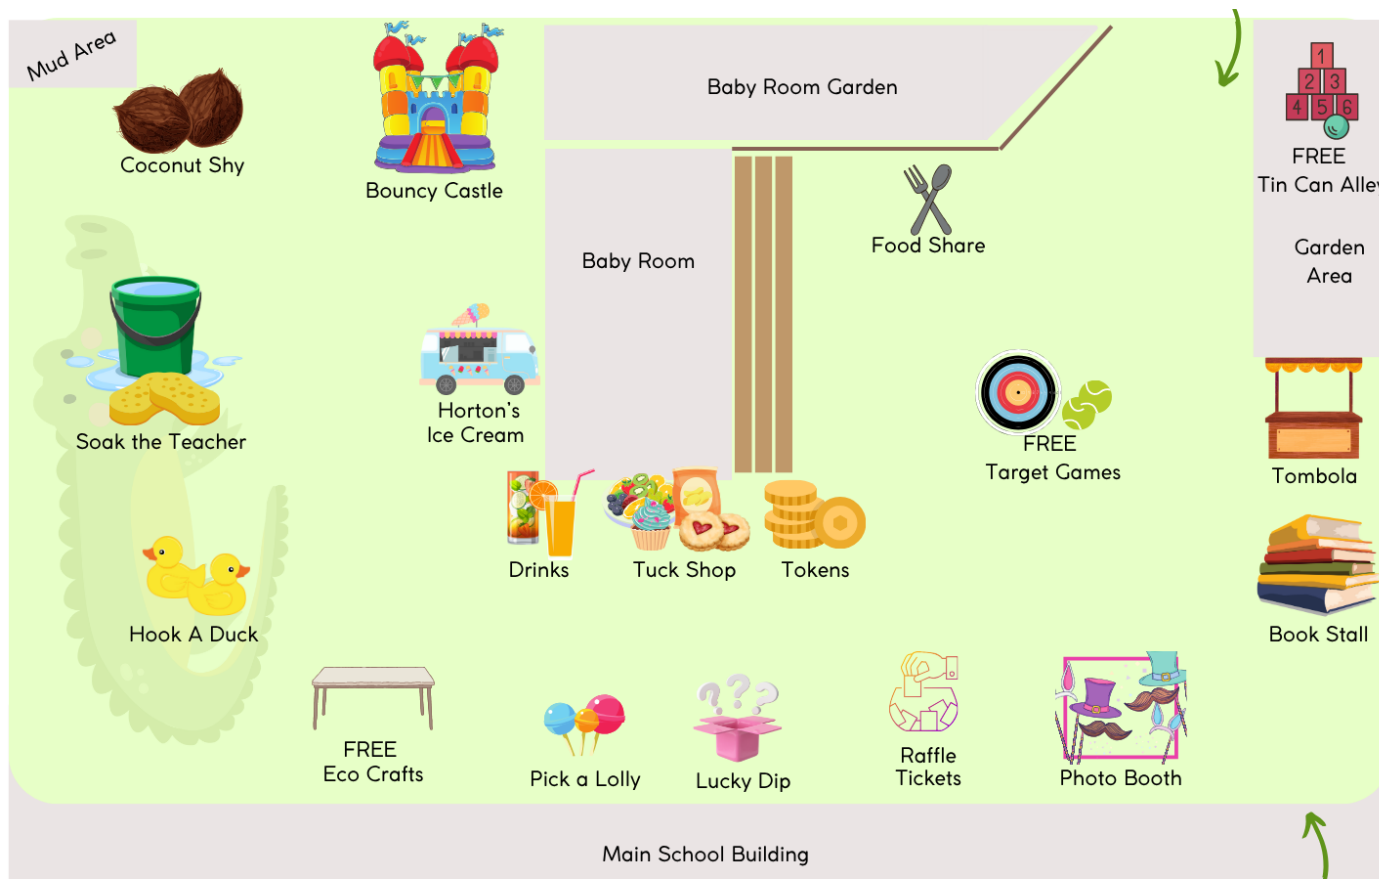 Mud Area
Coconut Shy
Bouncy Castle
Baby Room Garden
1
2 3
4 5 6
FREE
Tin Can Alley
Garden
Area
Baby Room
Food Share
Horton's
Ice Cream
Soak the Teacher
FREE
Target Games
Tombola
Drinks
Tuck Shop
Tokens
Hook A Duck
Book Stall
FREE
Eco Crafts
Pick a Lolly
Lucky Dip
Raffle
Tickets
Photo Booth
Main School Building